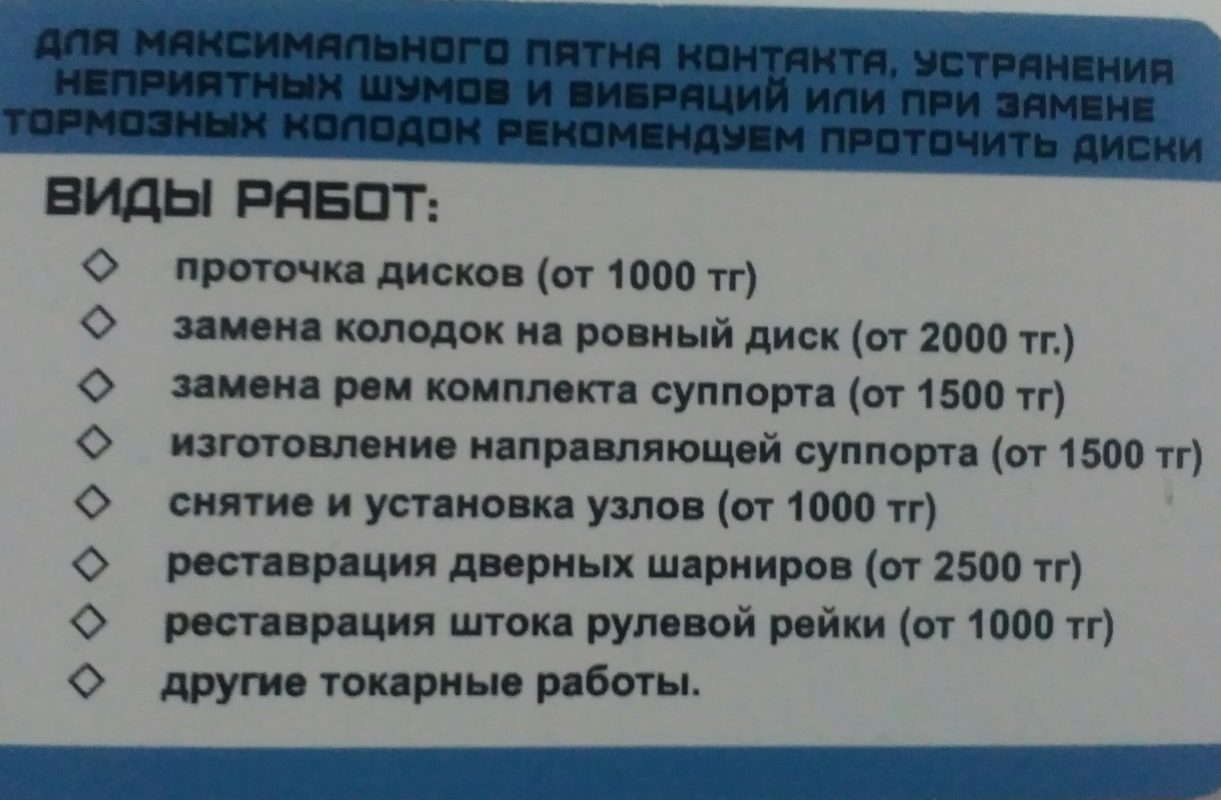 ДЛЯ МАКСИМАЛЬНОГО ПЯТНА КОНТАКТА, УСТРАНЕНИЯ
НЕПРИЯТНЫХ ШУМОВ И ВИБРАЦИЙ ИЛИ ПРИ ЗАМЕНЕ
ТОРМОЗНЫХ КОЛОДОК РЕКОМЕНДУЕМ ПРОТОЧИТЬ ДИСКИ
ВИДЫ РАБОТ:
◇ проточка дисков (от 1000 тг)
◇ замена колодок на ровный диск (от 2000 тг.)
◇ замена рем комплекта суппорта (от 1500 тг)
◇ изготовление направляющей суппорта (от 1500 тг)
◇ снятие и установка узлов (от 1000 тг)
◇ реставрация дверных шарниров (от 2500 тг)
◇ реставрация штока рулевой рейки (от 1000 тг)
◇ другие токарные работы.